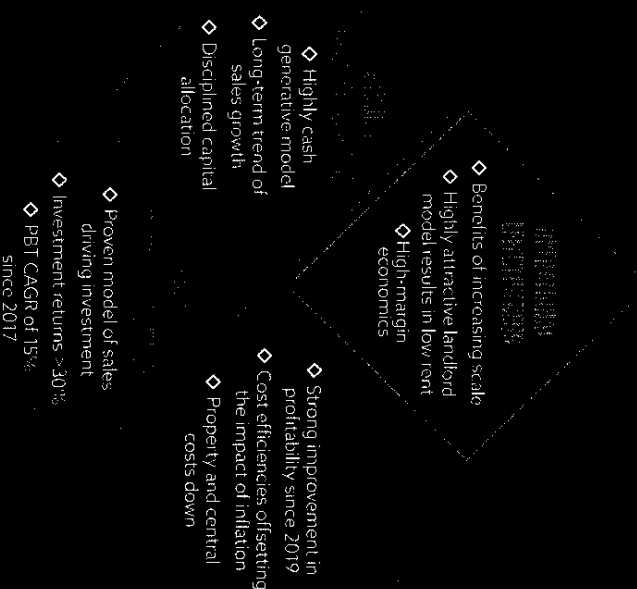 ◇ Benefits of increasing scale
◇ Highly attractive landlord
model results in low rent
◇ High-margin
economics
◇ Highly cash
generative model
◇ Long-term trend of
sales growth
◇ Disciplined capital
allocation
◇ Strong improvement in
profitability since 2019
◇ Cost efficiencies offsetting
the impact of inflation
◇ Property and central
costs down
◇ Proven model of sales
driving investment
◇ Investment returns >30%
◇ PBT CAGR of 15%
since 2017